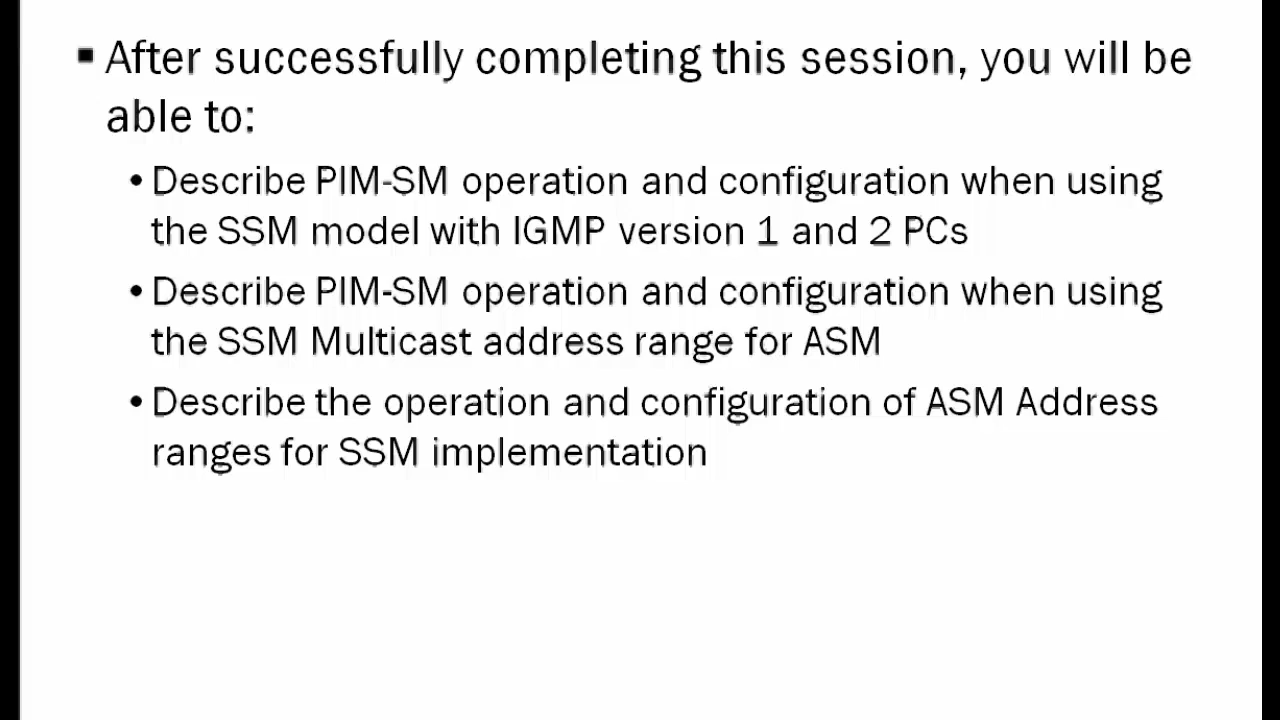 ▪ After successfully completing this session, you will be
able to:
• Describe PIM-SM operation and configuration when using
the SSM model with IGMP version 1 and 2 PCs
• Describe PIM-SM operation and configuration when using
the SSM Multicast address range for ASM
• Describe the operation and configuration of ASM Address
ranges for SSM implementation